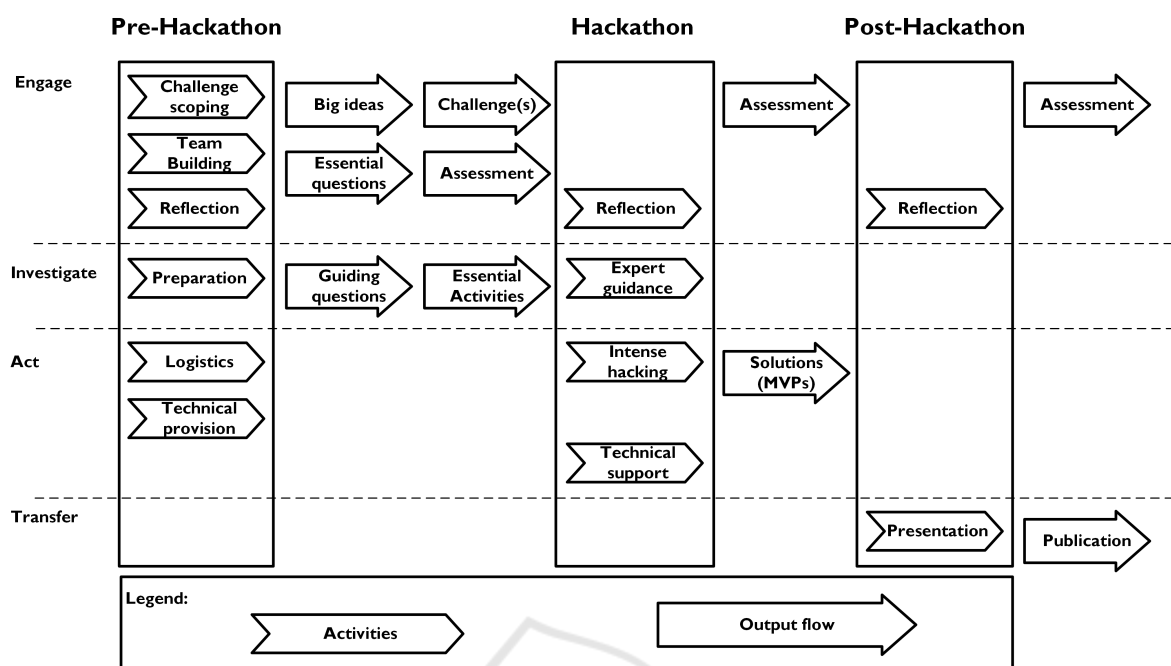 Pre-Hackathon
Hackathon
Post-Hackathon
Engage
Challenge
scoping
Big ideas
Challenge(s)
Assessment
Assessment
Team
Building
Essential
questions
Assessment
Reflection
Reflection
Reflection
Investigate
Preparation
Guiding
questions
Essential
Activities
Expert
guidance
Act
Logistics
Intense
hacking
Solutions
(MVPs)
Technical
provision
Technical
support
Transfer
Presentation
Publication
Legend:
Activities
Output flow